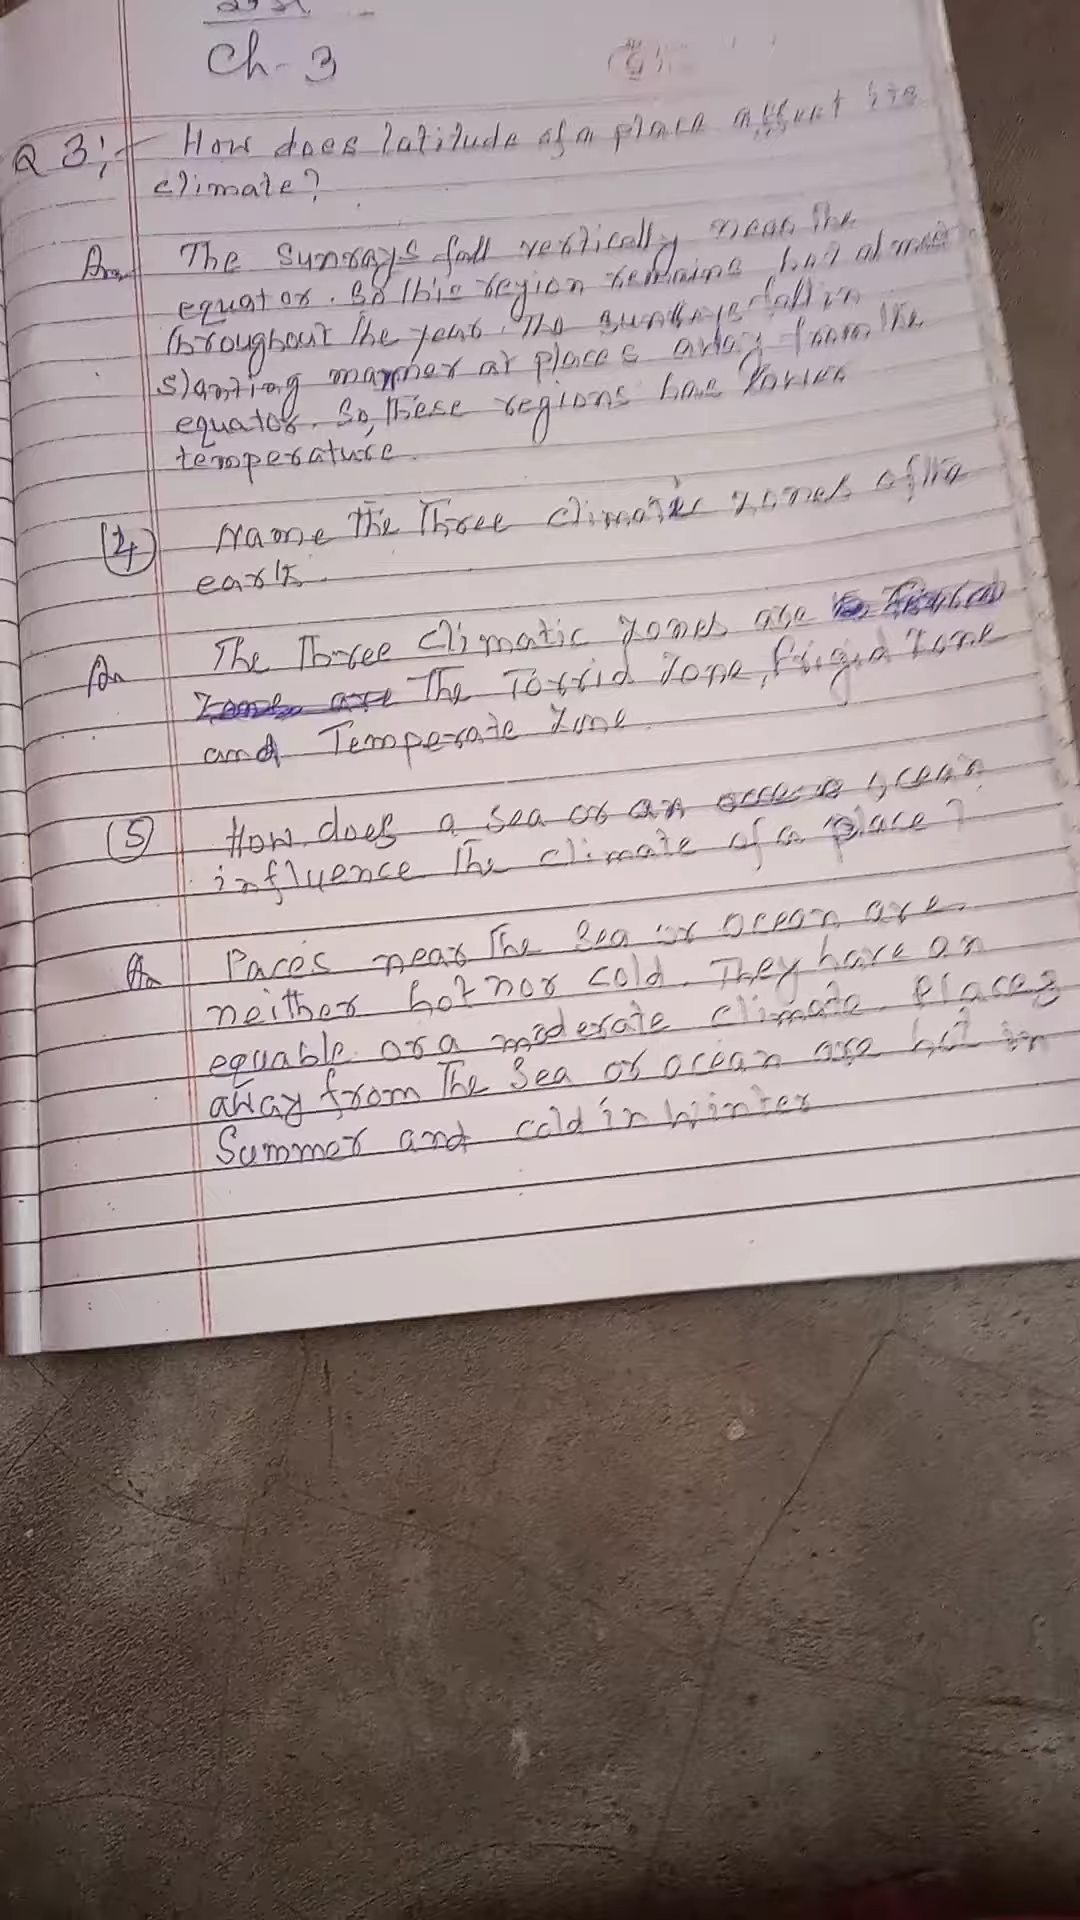 Ch-3
Q 3:- How does latitude of a place affect its
climate?
Ans The Sunrays fall vertically near the
equator. So this region remains hot almost
throughout the year. The sunrays fall in
slanting manner at places away from the
equator. So, these regions have lower
temperature.
(4) Name the Three climatic zones of the
earth.
An The Three climatic zones are
The Torrid Zone, frigid Zone
and Temperate Zone.
(5) How does a sea or an ocean
influence The climate of a place?
An Paces near The Sea or ocean are
neither hot nor cold. They have an
equable or a moderate climate. Places
away from The Sea or ocean are hot in
Summer and cold in Winter